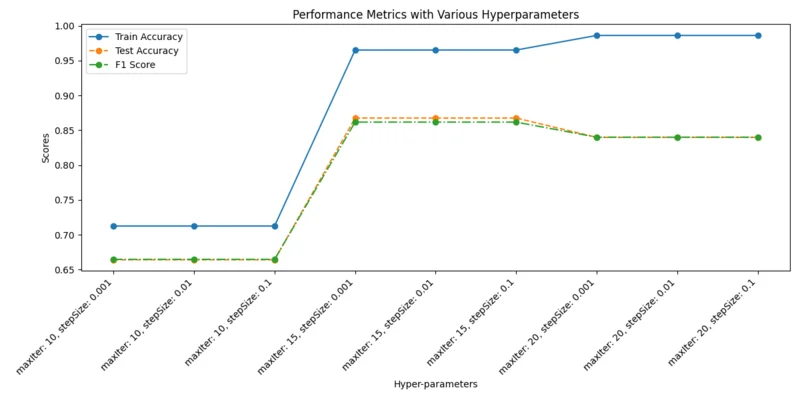 Performance Metrics with Various Hyperparameters
Train Accuracy
Test Accuracy
F1 Score
Scores
1.00
0.95
0.90
0.85
0.80
0.75
0.70
0.65
maxIter: 10, stepSize: 0.001
maxIter: 10, stepSize: 0.01
maxIter: 10, stepSize: 0.1
maxIter: 15, stepSize: 0.001
maxIter: 15, stepSize: 0.01
maxIter: 15, stepSize: 0.1
maxIter: 20, stepSize: 0.001
maxIter: 20, stepSize: 0.01
maxIter: 20, stepSize: 0.1
Hyper-parameters